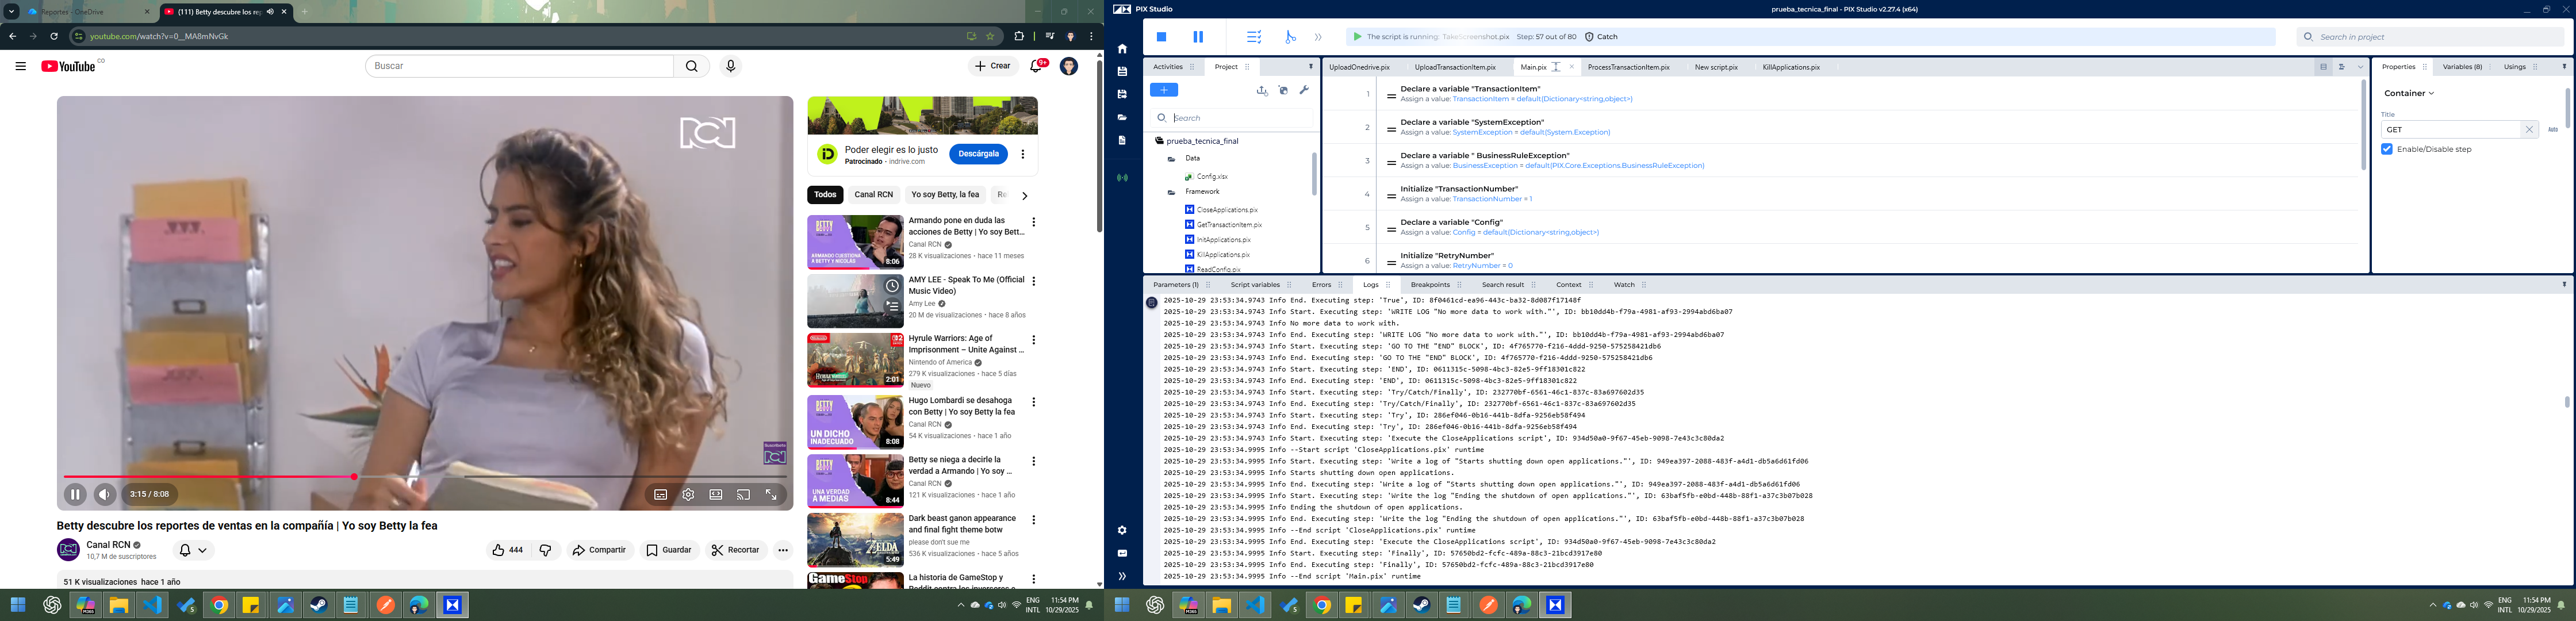 Reportes - OneDrive
(111) Betty descubre los rep
youtube.com/watch?v=0__MA8mNvGk
YouTube
CO
Buscar
Crear
9+
RCN
3:15 / 8:08
Betty descubre los reportes de ventas en la compañía | Yo soy Betty la fea
Canal RCN
10,7 M de suscriptores
444
Compartir
Guardar
Recortar
51 K visualizaciones hace 1 año
Poder elegir es lo justo
Patrocinado · indrive.com
Descárgala
Todos
Canal RCN
Yo soy Betty, la fea
Armando pone en duda las
acciones de Betty | Yo soy Bett...
Canal RCN
28 K visualizaciones · hace 11 meses
ARMANDO CUESTIONA
A BETTY Y NICOLÁS
8:06
AMY LEE - Speak To Me (Official
Music Video)
Amy Lee
20 M de visualizaciones · hace 8 años
Hyrule Warriors: Age of
Imprisonment – Unite Against ...
Nintendo of America
279 K visualizaciones · hace 5 días
Nuevo
2:01
Hugo Lombardi se desahoga
con Betty | Yo soy Betty la fea
Canal RCN
54 K visualizaciones · hace 1 año
UN DICHO
INADECUADO
8:08
Betty se niega a decirle la
verdad a Armando | Yo soy ...
Canal RCN
121 K visualizaciones · hace 1 año
UNA VERDAD
A MEDIAS
8:44
Dark beast ganon appearance
and final fight theme botw
please don't sue me
536 K visualizaciones · hace 5 años
ZELDA
5:49
La historia de GameStop y
Reddit contra los inversores o
GameStop
ENG
INTL
11:54 PM
10/29/2025
PIX Studio
prueba_tecnica_final - PIX Studio v2.27.4 (x64)
The script is running: TakeScreenshot.pix Step: 57 out of 80 Catch
Search in project
Activities
Project
Search
prueba_tecnica_final
Data
Config.xlsx
Framework
CloseApplications.pix
GetTransactionItem.pix
InitApplications.pix
KillApplications.pix
ReadConfig.pix
UploadOnedrive.pix
UploadTransactionItem.pix
Main.pix
ProcessTransactionItem.pix
New script.pix
KillApplications.pix
1
Declare a variable "TransactionItem"
Assign a value: TransactionItem = default(Dictionary<string,object>)
2
Declare a variable "SystemException"
Assign a value: SystemException = default(System.Exception)
3
Declare a variable " BusinessRuleException"
Assign a value: BusinessException = default(PIX.Core.Exceptions.BusinessRuleException)
4
Initialize "TransactionNumber"
Assign a value: TransactionNumber = 1
5
Declare a variable "Config"
Assign a value: Config = default(Dictionary<string,object>)
6
Initialize "RetryNumber"
Assign a value: RetryNumber = 0
Properties
Variables (8)
Usings
Container
Title
GET
Auto
Enable/Disable step
Parameters (1)
Script variables
Errors
Logs
Breakpoints
Search result
Context
Watch
2025-10-29 23:53:34.9743 Info End. Executing step: 'True', ID: 8f0461cd-ea96-443c-ba32-8d087f17148f
2025-10-29 23:53:34.9743 Info Start. Executing step: 'WRITE LOG "No more data to work with."', ID: bb10dd4b-f79a-4981-af93-2994abd6ba07
2025-10-29 23:53:34.9743 Info No more data to work with.
2025-10-29 23:53:34.9743 Info End. Executing step: 'WRITE LOG "No more data to work with."', ID: bb10dd4b-f79a-4981-af93-2994abd6ba07
2025-10-29 23:53:34.9743 Info Start. Executing step: 'GO TO THE "END" BLOCK', ID: 4f765770-f216-4ddd-9250-575258421db6
2025-10-29 23:53:34.9743 Info End. Executing step: 'GO TO THE "END" BLOCK', ID: 4f765770-f216-4ddd-9250-575258421db6
2025-10-29 23:53:34.9743 Info Start. Executing step: 'END', ID: 0611315c-5098-4bc3-82e5-9ff18301c822
2025-10-29 23:53:34.9743 Info End. Executing step: 'END', ID: 0611315c-5098-4bc3-82e5-9ff18301c822
2025-10-29 23:53:34.9743 Info Start. Executing step: 'Try/Catch/Finally', ID: 232770bf-6561-46c1-837c-83a697602d35
2025-10-29 23:53:34.9743 Info End. Executing step: 'Try/Catch/Finally', ID: 232770bf-6561-46c1-837c-83a697602d35
2025-10-29 23:53:34.9743 Info Start. Executing step: 'Try', ID: 286ef046-0b16-441b-8dfa-9256eb58f494
2025-10-29 23:53:34.9743 Info End. Executing step: 'Try', ID: 286ef046-0b16-441b-8dfa-9256eb58f494
2025-10-29 23:53:34.9743 Info Start. Executing step: 'Execute the CloseApplications script', ID: 934d50a0-9f67-45eb-9098-7e43c3c80da2
2025-10-29 23:53:34.9995 Info --Start script 'CloseApplications.pix' runtime
2025-10-29 23:53:34.9995 Info Start. Executing step: 'Write a log of "Starts shutting down open applications."', ID: 949ea397-2088-483f-a4d1-db5a6d61fd06
2025-10-29 23:53:34.9995 Info Starts shutting down open applications.
2025-10-29 23:53:34.9995 Info End. Executing step: 'Write a log of "Starts shutting down open applications."', ID: 949ea397-2088-483f-a4d1-db5a6d61fd06
2025-10-29 23:53:34.9995 Info Start. Executing step: 'Write the log "Ending the shutdown of open applications."', ID: 63baf5fb-e0bd-448b-88f1-a37c3b07b028
2025-10-29 23:53:34.9995 Info Ending the shutdown of open applications.
2025-10-29 23:53:34.9995 Info End. Executing step: 'Write the log "Ending the shutdown of open applications."', ID: 63baf5fb-e0bd-448b-88f1-a37c3b07b028
2025-10-29 23:53:34.9995 Info --End script 'CloseApplications.pix' runtime
2025-10-29 23:53:34.9995 Info End. Executing step: 'Execute the CloseApplications script', ID: 934d50a0-9f67-45eb-9098-7e43c3c80da2
2025-10-29 23:53:34.9995 Info Start. Executing step: 'Finally', ID: 57650bd2-fcfc-489a-88c3-21bcd3917e80
2025-10-29 23:53:34.9995 Info End. Executing step: 'Finally', ID: 57650bd2-fcfc-489a-88c3-21bcd3917e80
2025-10-29 23:53:34.9995 Info --End script 'Main.pix' runtime
ENG
INTL
11:54 PM
10/29/2025